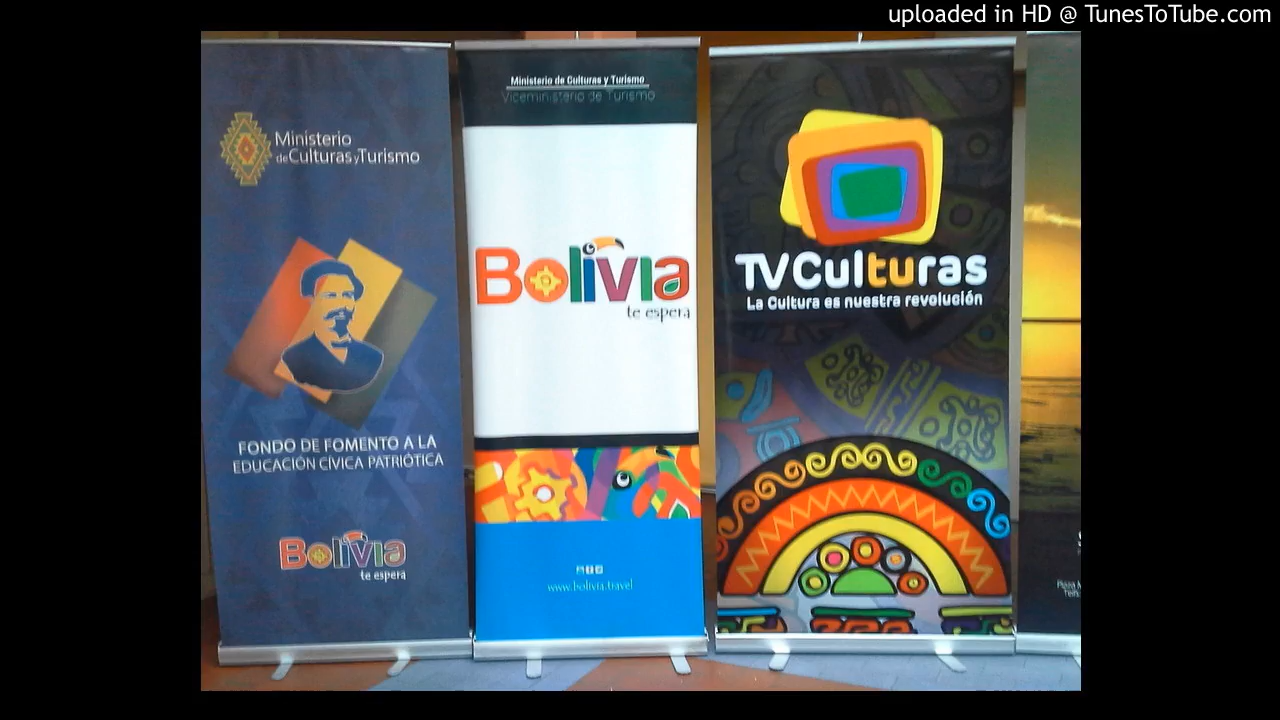 uploaded in HD @ TunesToTube.com
Ministerio
de Culturas y Turismo
FONDO DE FOMENTO A LA
EDUCACIÓN CÍVICA PATRIÓTICA
Bolivia
te espera
Ministerio de Culturas y Turismo
Viceministerio de Turismo
Bolivia
te espera
www.bolivia.travel
TVCulturas
La Cultura es nuestra revolución